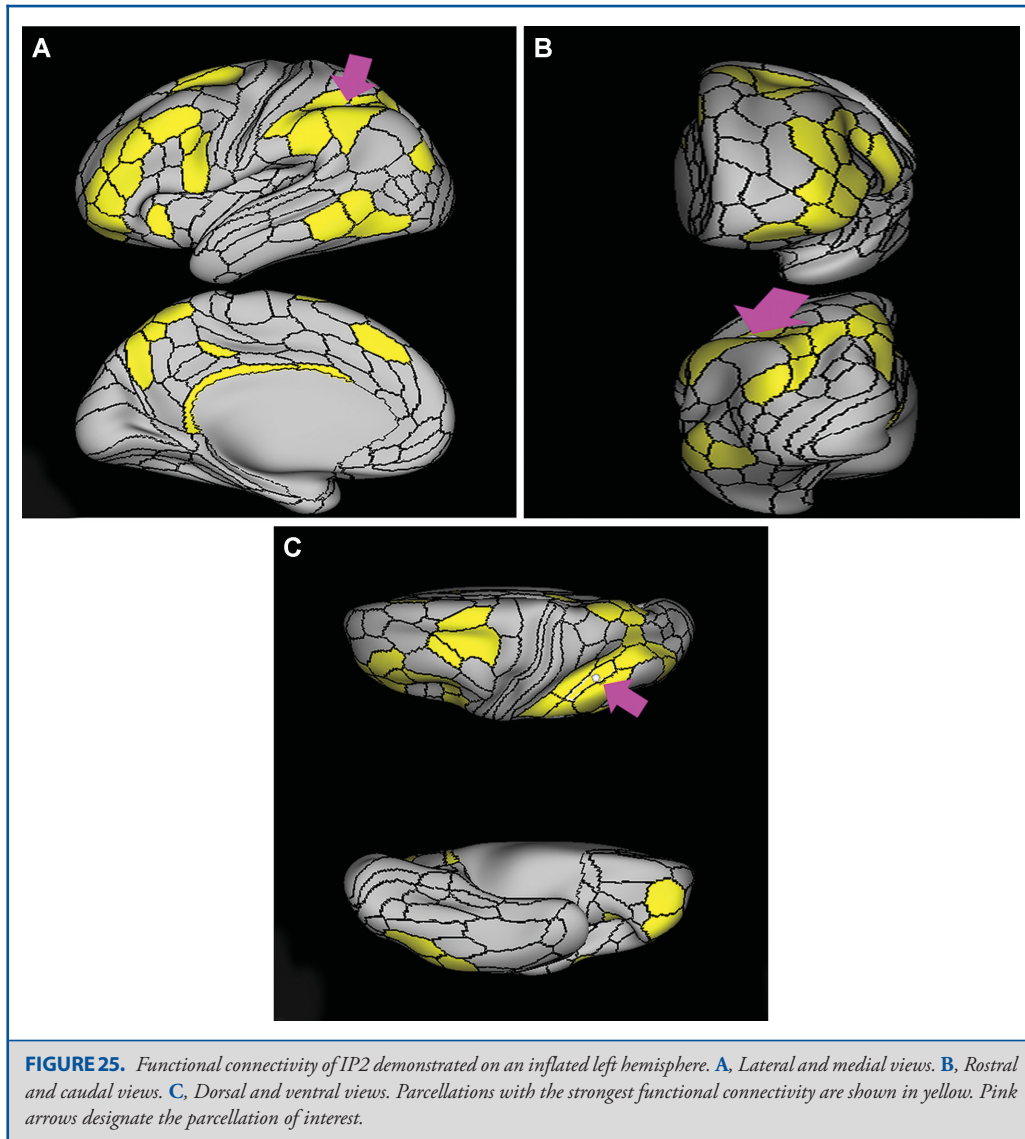 A
B
C
FIGURE 25. Functional connectivity of IP2 demonstrated on an inflated left hemisphere. A, Lateral and medial views. B, Rostral
and caudal views. C, Dorsal and ventral views. Parcellations with the strongest functional connectivity are shown in yellow. Pink
arrows designate the parcellation of interest.